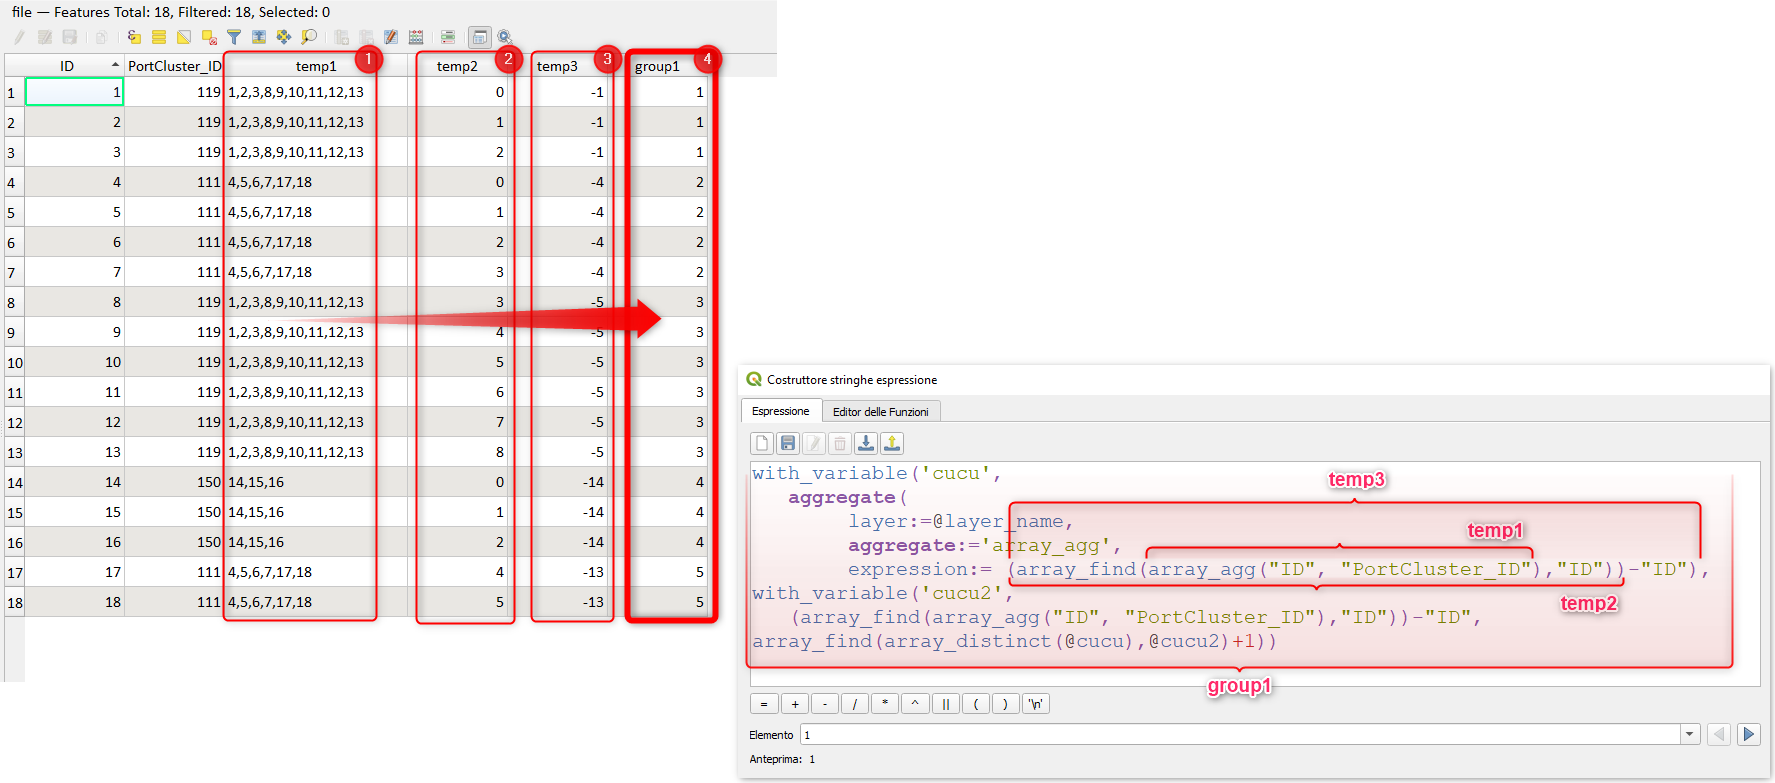 file — Features Total: 18, Filtered: 18, Selected: 0
ID PortCluster_ID temp1 1 temp2 2 temp3 3 group1 4
1 1 119 1,2,3,8,9,10,11,12,13 0 -1 1
2 2 119 1,2,3,8,9,10,11,12,13 1 -1 1
3 3 119 1,2,3,8,9,10,11,12,13 2 -1 1
4 4 111 4,5,6,7,17,18 0 -4 2
5 5 111 4,5,6,7,17,18 1 -4 2
6 6 111 4,5,6,7,17,18 2 -4 2
7 7 111 4,5,6,7,17,18 3 -4 2
8 8 119 1,2,3,8,9,10,11,12,13 3 -5 3
9 9 119 1,2,3,8,9,10,11,12,13 4 -5 3
10 10 119 1,2,3,8,9,10,11,12,13 5 -5 3
11 11 119 1,2,3,8,9,10,11,12,13 6 -5 3
12 12 119 1,2,3,8,9,10,11,12,13 7 -5 3
13 13 119 1,2,3,8,9,10,11,12,13 8 -5 3
14 14 150 14,15,16 0 -14 4
15 15 150 14,15,16 1 -14 4
16 16 150 14,15,16 2 -14 4
17 17 111 4,5,6,7,17,18 4 -13 5
18 18 111 4,5,6,7,17,18 5 -13 5
Costruttore stringhe espressione
Espressione Editor delle Funzioni
with_variable('cucu',
temp3
aggregate(
layer:=@layer_name,
temp1
aggregate:='array_agg',
expression:= (array_find(array_agg("ID", "PortCluster_ID"),"ID"))-"ID"),
with_variable('cucu2',
temp2
(array_find(array_agg("ID", "PortCluster_ID"),"ID"))-"ID",
array_find(array_distinct(@cucu),@cucu2)+1))
group1
= + - / * ^ || ( ) '\n'
Elemento 1
Anteprima: 1